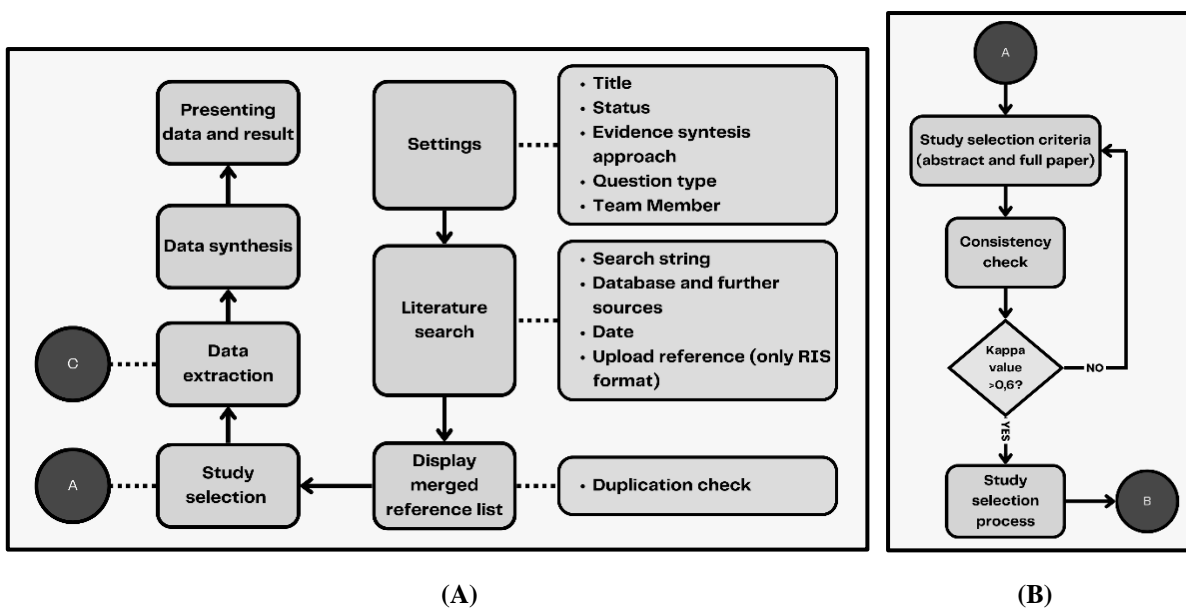 Presenting
data and result
Data synthesis
C
Data
extraction
A
Study
selection
Settings
• Title
• Status
• Evidence syntesis
approach
• Question type
• Team Member
Literature
search
• Search string
• Database and further
sources
• Date
• Upload reference (only RIS
format)
Display
merged
reference list
• Duplication check
(A)
A
Study selection criteria
(abstract and full paper)
Consistency
check
Kappa
value
>0,6?
NO
YES
Study
selection
process
B
(B)